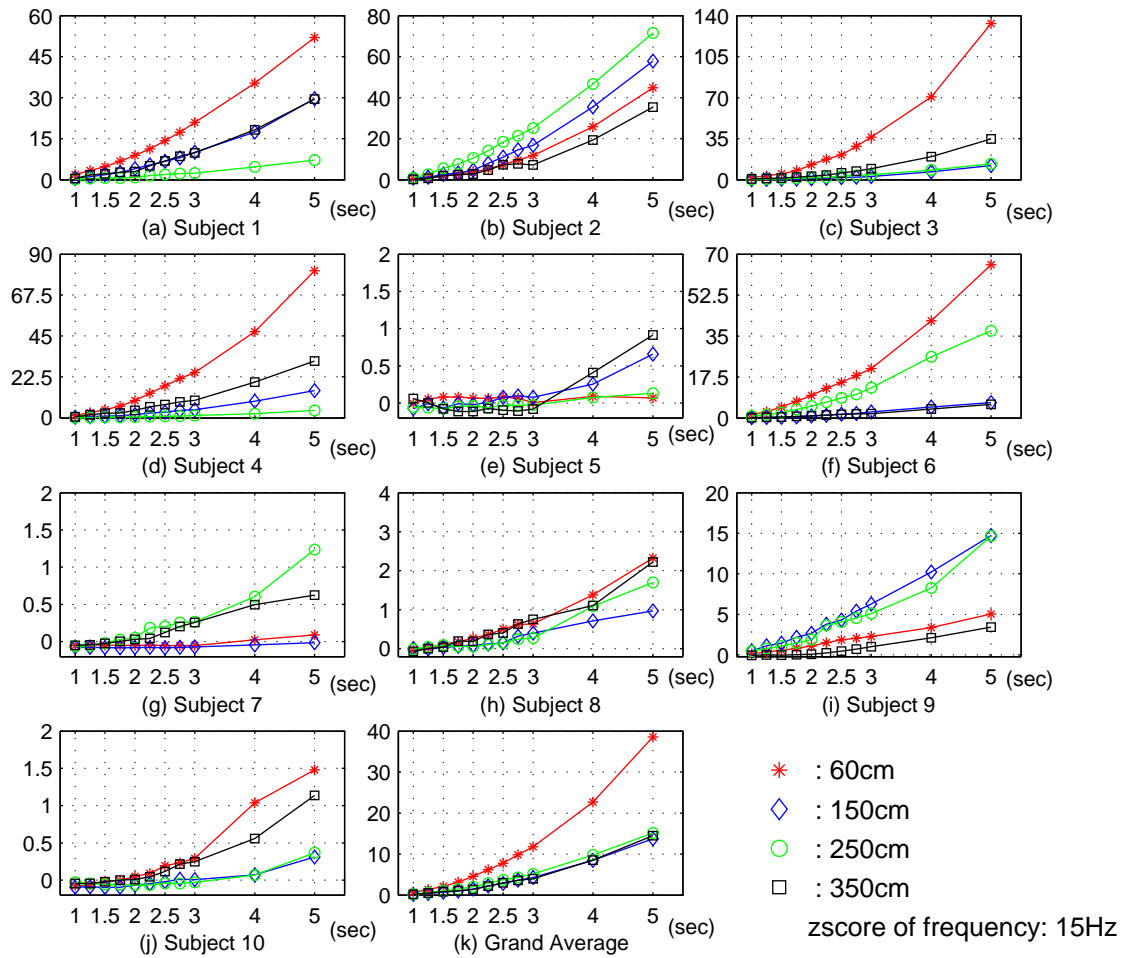 60
45
30
15
0
1 1.5 2 2.5 3 4 5 (sec)
(a) Subject 1
80
60
40
20
0
1 1.5 2 2.5 3 4 5 (sec)
(b) Subject 2
140
105
70
35
0
1 1.5 2 2.5 3 4 5 (sec)
(c) Subject 3
90
67.5
45
22.5
0
1 1.5 2 2.5 3 4 5 (sec)
(d) Subject 4
2
1.5
1
0.5
0
1 1.5 2 2.5 3 4 5 (sec)
(e) Subject 5
70
52.5
35
17.5
0
1 1.5 2 2.5 3 4 5 (sec)
(f) Subject 6
2
1.5
1
0.5
0
1 1.5 2 2.5 3 4 5 (sec)
(g) Subject 7
4
3
2
1
0
1 1.5 2 2.5 3 4 5 (sec)
(h) Subject 8
20
15
10
5
0
1 1.5 2 2.5 3 4 5 (sec)
(i) Subject 9
2
1.5
1
0.5
0
1 1.5 2 2.5 3 4 5 (sec)
(j) Subject 10
40
30
20
10
0
1 1.5 2 2.5 3 4 5 (sec)
(k) Grand Average
: 60cm
: 150cm
: 250cm
: 350cm
zscore of frequency: 15Hz